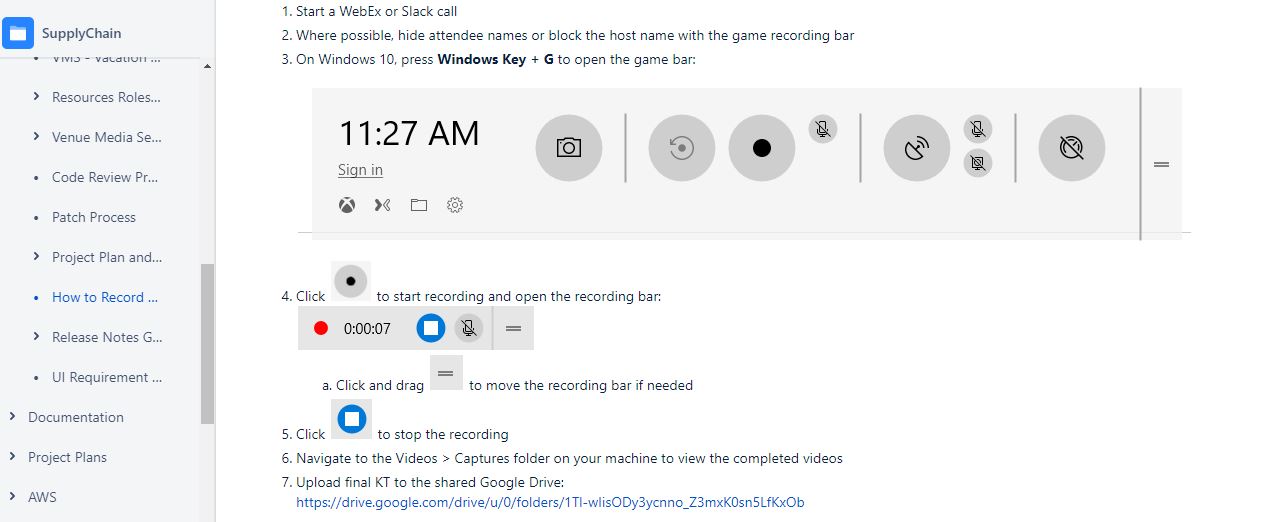 SupplyChain
VMS - Vacation ...
Resources Roles...
Venue Media Se...
Code Review Pr...
Patch Process
Project Plan and...
How to Record ...
Release Notes G...
UI Requirement ...
Documentation
Project Plans
AWS
1. Start a WebEx or Slack call
2. Where possible, hide attendee names or block the host name with the game recording bar
3. On Windows 10, press Windows Key + G to open the game bar:
11:27 AM
Sign in
4. Click to start recording and open the recording bar:
0:00:07
a. Click and drag to move the recording bar if needed
5. Click to stop the recording
6. Navigate to the Videos > Captures folder on your machine to view the completed videos
7. Upload final KT to the shared Google Drive:
https://drive.google.com/drive/u/0/folders/1Tl-wlisODy3ycnno_Z3mxK0sn5LfKxOb